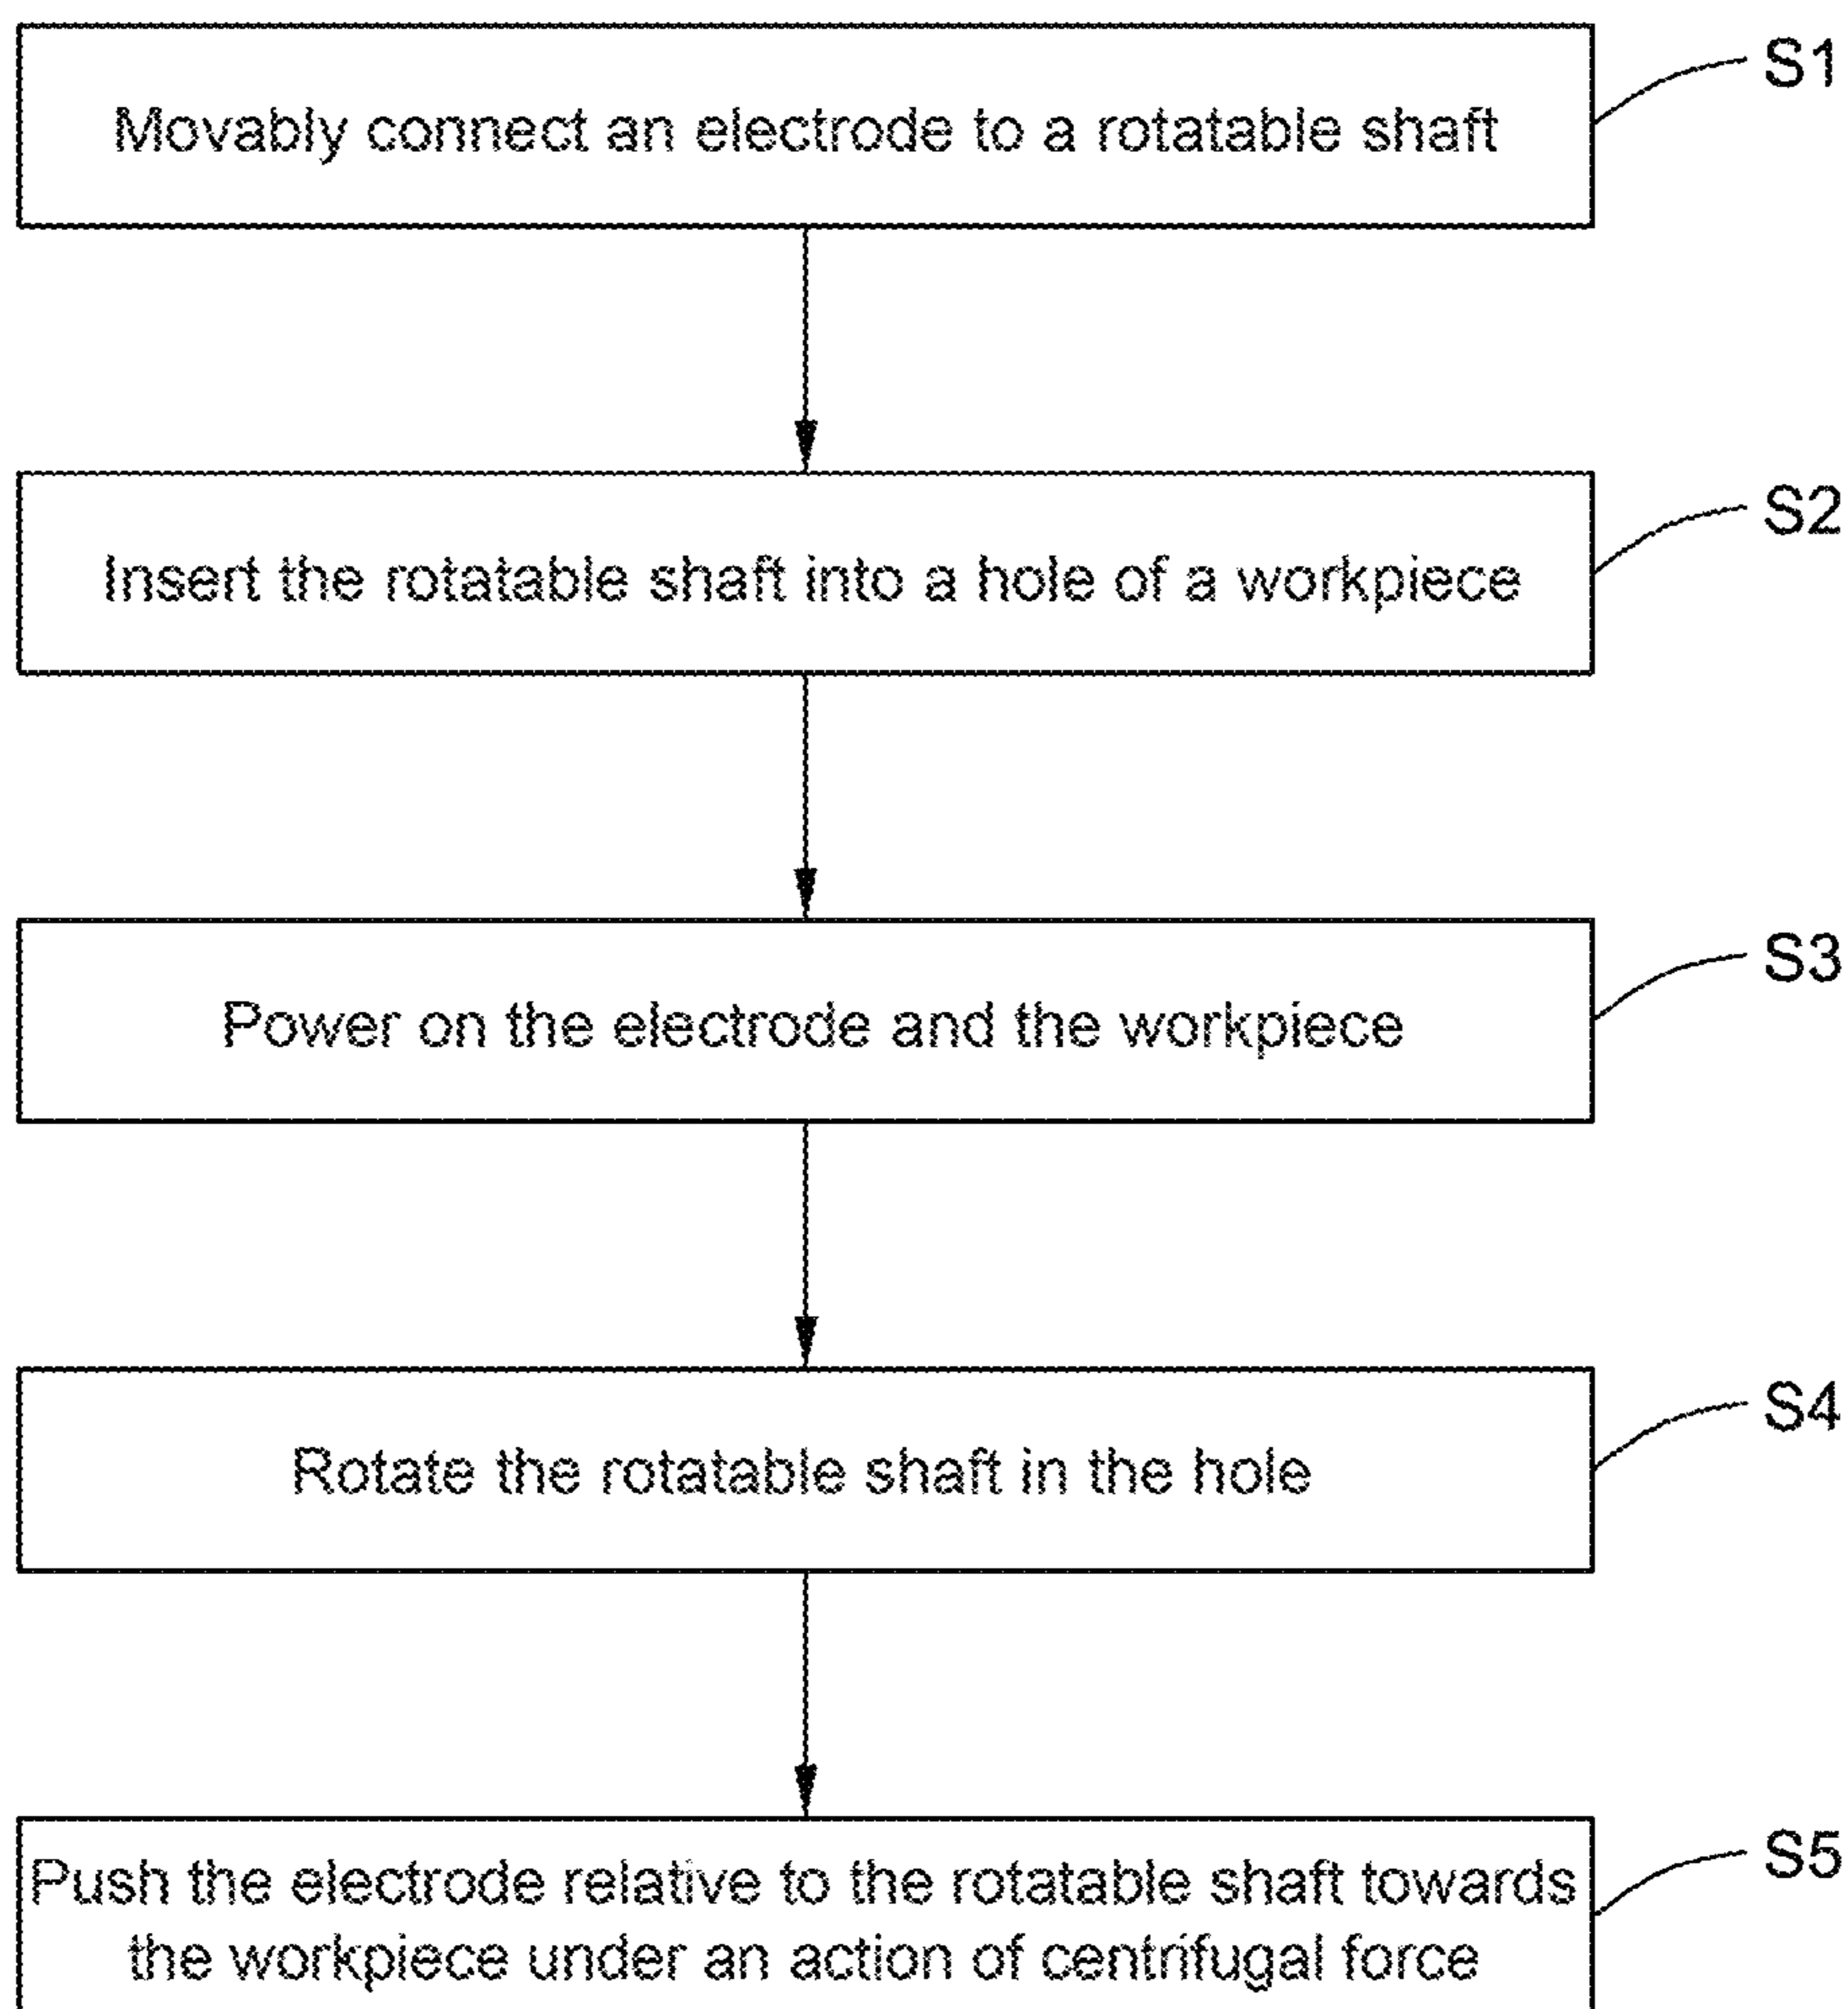 Movably connect an electrode to a rotatable shaft
S1
Insert the rotatable shaft into a hole of a workpiece
S2
Power on the electrode and the workpiece
S3
Rotate the rotatable shaft in the hole
S4
Push the electrode relative to the rotatable shaft towards
the workpiece under an action of centrifugal force
S5